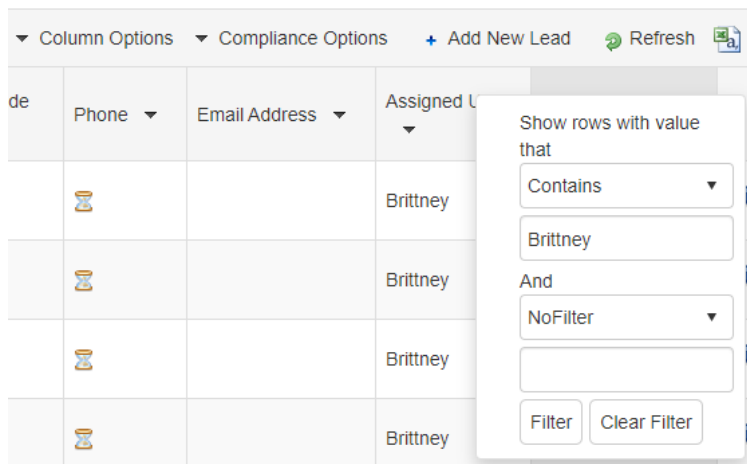 Column Options Compliance Options + Add New Lead Refresh
de Phone Email Address Assigned U
Show rows with value
that
Contains
Brittney
Brittney
And
Brittney
NoFilter
Brittney
Filter Clear Filter
Brittney